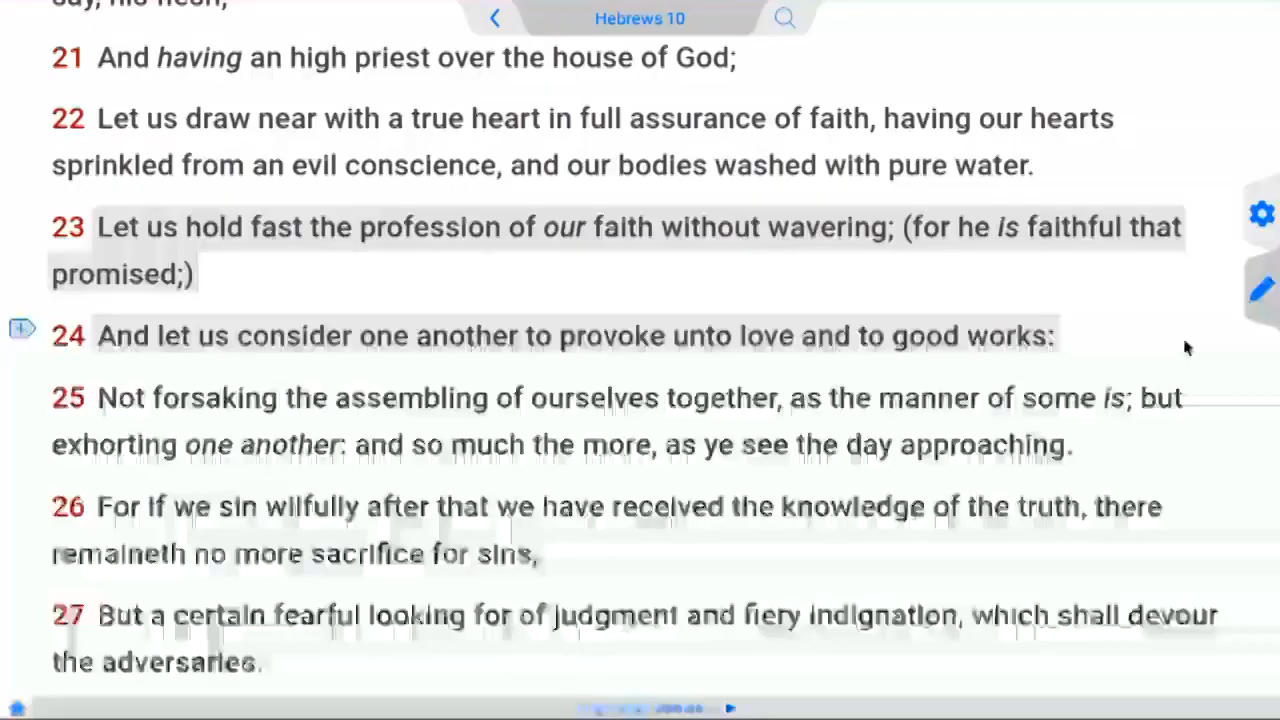 Hebrews 10
21 And having an high priest over the house of God;
22 Let us draw near with a true heart in full assurance of faith, having our hearts
sprinkled from an evil conscience, and our bodies washed with pure water.
23 Let us hold fast the profession of our faith without wavering; (for he is faithful that
promised;)
24 And let us consider one another to provoke unto love and to good works:
25 Not forsaking the assembling of ourselves together, as the manner of some is; but
exhorting one another: and so much the more, as ye see the day approaching.
26 For if we sin wilfully after that we have received the knowledge of the truth, there
remaineth no more sacrifice for sins,
27 But a certain fearful looking for of judgment and fiery indignation, which shall devour
the adversaries.